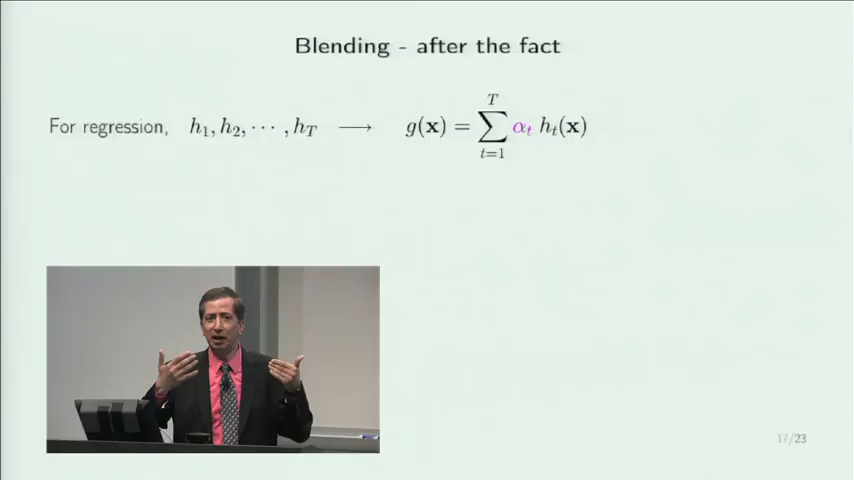 Blending - after the fact
For regression, h₁, h₂, ⋯ , h_T ⟶ g(x) = ∑_{t=1}^{T} α_t h_t(x)
17/23